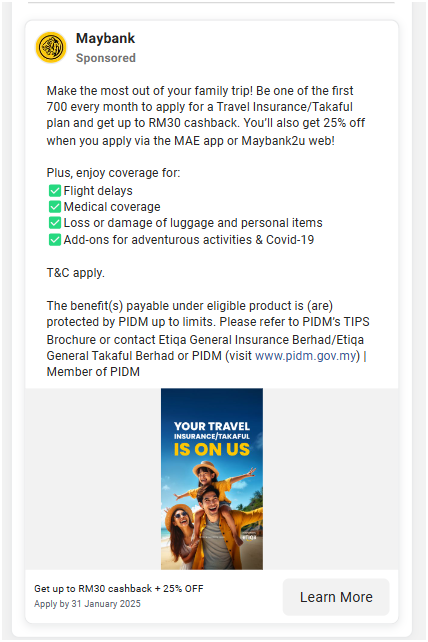 Maybank
Sponsored
Make the most out of your family trip! Be one of the first
700 every month to apply for a Travel Insurance/Takaful
plan and get up to RM30 cashback. You'll also get 25% off
when you apply via the MAE app or Maybank2u web!
Plus, enjoy coverage for:
✅Flight delays
✅Medical coverage
✅Loss or damage of luggage and personal items
✅Add-ons for adventurous activities & Covid-19
T&C apply.
The benefit(s) payable under eligible product is (are)
protected by PIDM up to limits. Please refer to PIDM's TIPS
Brochure or contact Etiqa General Insurance Berhad/Etiqa
General Takaful Berhad or PIDM (visit www.pidm.gov.my) |
Member of PIDM
YOUR TRAVEL
INSURANCE/TAKAFUL
IS ON US
Get up to RM30 cashback + 25% OFF
Apply by 31 January 2025
Learn More